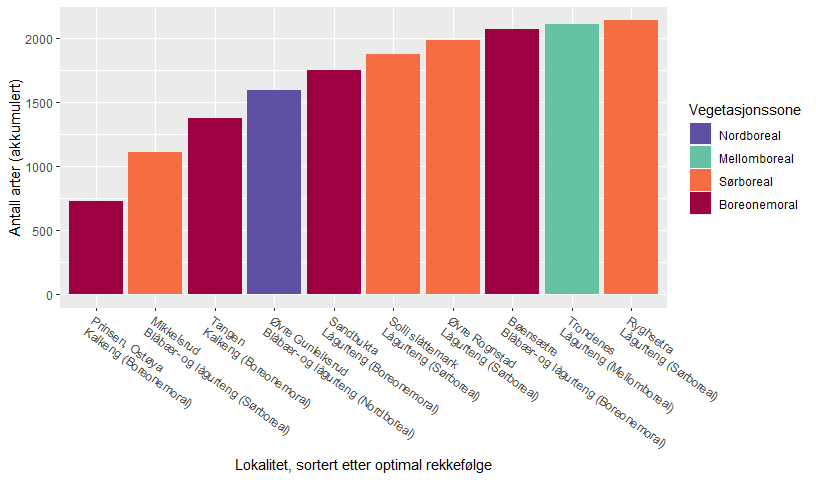 Antall arter (akkumulert)
2000
1500
1000
500
0
Prinsen, Ostøya
Kalkeng (Boreonemoral)
Mikkelsrud
Blåbær- og lågurteng (Sørboreal)
Tangen
Kalkeng (Boreonemoral)
Øvre Gunleiksrud
Blåbær- og lågurteng (Nordboreal)
Sandbukta
Lågurteng (Boreonemoral)
Solli slåttemark
Lågurteng (Sørboreal)
Øvre Rognstad
Lågurteng (Sørboreal)
Bøensætre
Blåbær- og lågurteng (Boreonemoral)
Trondenes
Lågurteng (Mellomboreal)
Ryghsetra
Lågurteng (Sørboreal)
Lokalitet, sortert etter optimal rekkefølge
Vegetasjonssone
Nordboreal
Mellomboreal
Sørboreal
Boreonemoral